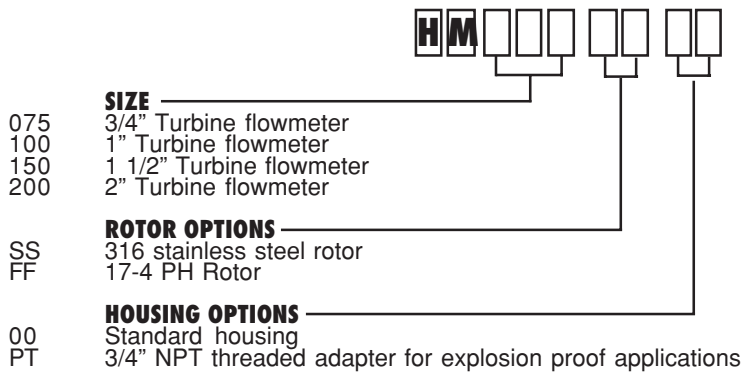 HM
SIZE
075 3/4” Turbine flowmeter
100 1” Turbine flowmeter
150 1 1/2” Turbine flowmeter
200 2” Turbine flowmeter
ROTOR OPTIONS
SS 316 stainless steel rotor
FF 17-4 PH Rotor
HOUSING OPTIONS
00 Standard housing
PT 3/4” NPT threaded adapter for explosion proof applications